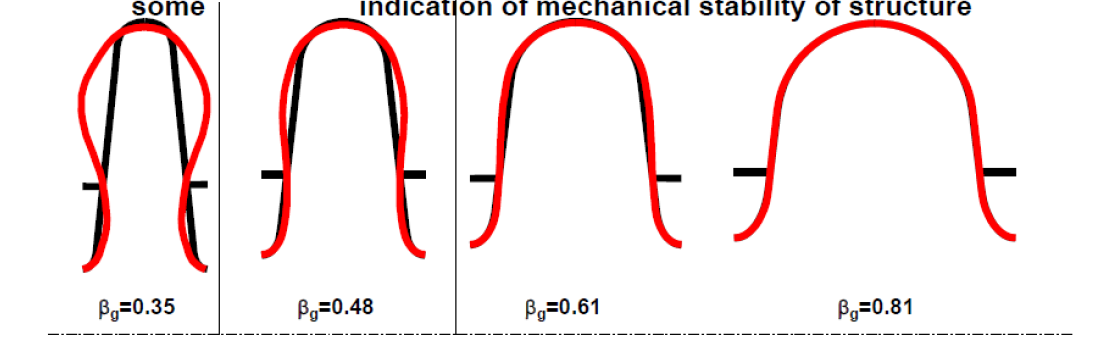 some indication of mechanical stability of structure
βg=0.35 βg=0.48 βg=0.61 βg=0.81